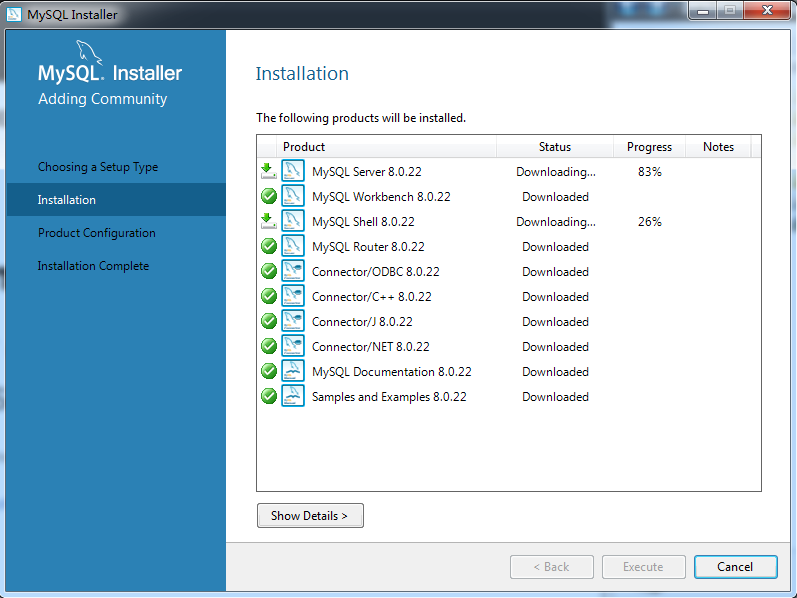 MySQL Installer
MySQL. Installer
Adding Community
Choosing a Setup Type
Installation
Product Configuration
Installation Complete
Installation
The following products will be installed.
Product Status Progress Notes
MySQL Server 8.0.22 Downloading... 83%
MySQL Workbench 8.0.22 Downloaded
MySQL Shell 8.0.22 Downloading... 26%
MySQL Router 8.0.22 Downloaded
Connector/ODBC 8.0.22 Downloaded
Connector/C++ 8.0.22 Downloaded
Connector/J 8.0.22 Downloaded
Connector/NET 8.0.22 Downloaded
MySQL Documentation 8.0.22 Downloaded
Samples and Examples 8.0.22 Downloaded
Show Details >
< Back Execute Cancel